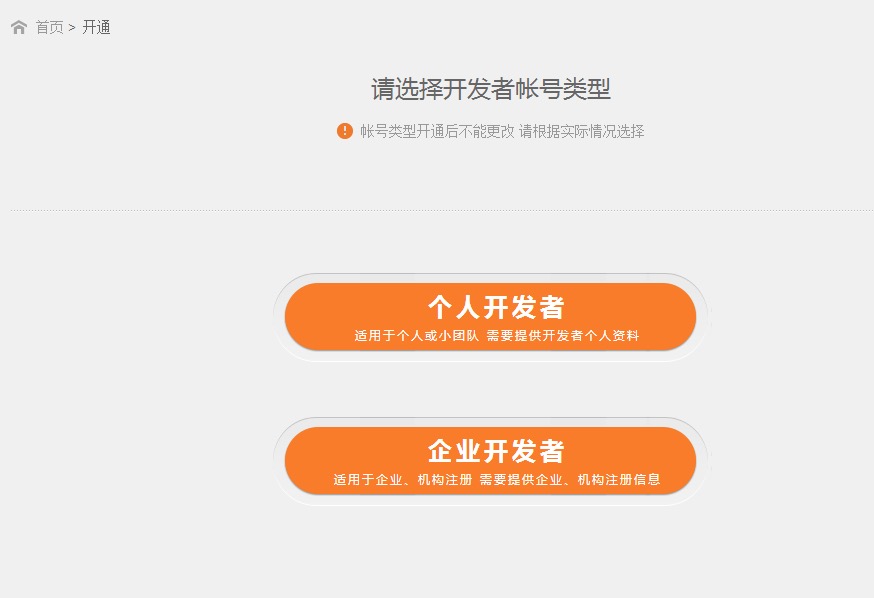 首页 > 开通
请选择开发者帐号类型
帐号类型开通后不能更改 请根据实际情况选择
个人开发者
适用于个人或小团队 需要提供开发者个人资料
企业开发者
适用于企业、机构注册 需要提供企业、机构注册信息